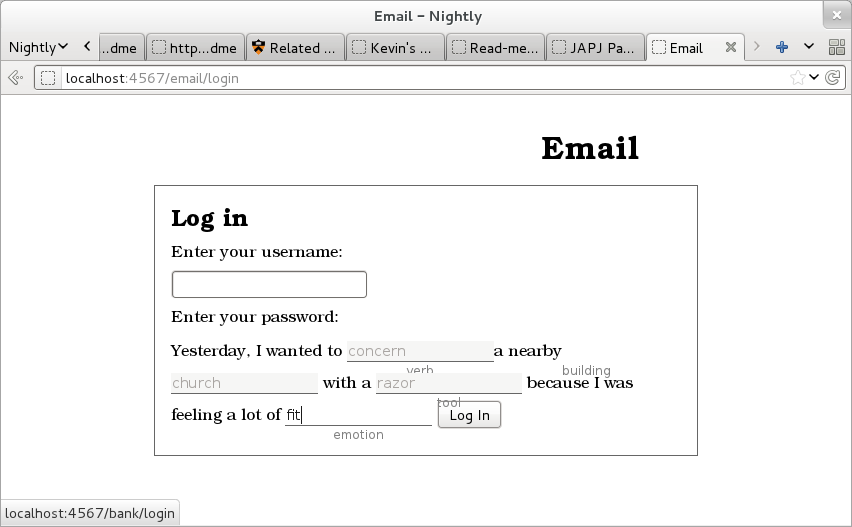 Email – Nightly
Nightly ..dme http...dme Related ... Kevin's ... Read-me... JAPJ Pa... Email
localhost:4567/email/login
Email
Log in
Enter your username:
Enter your password:
Yesterday, I wanted to concern a nearby
verb building
church with a razor because I was
tool
feeling a lot of fit Log In
emotion
localhost:4567/bank/login